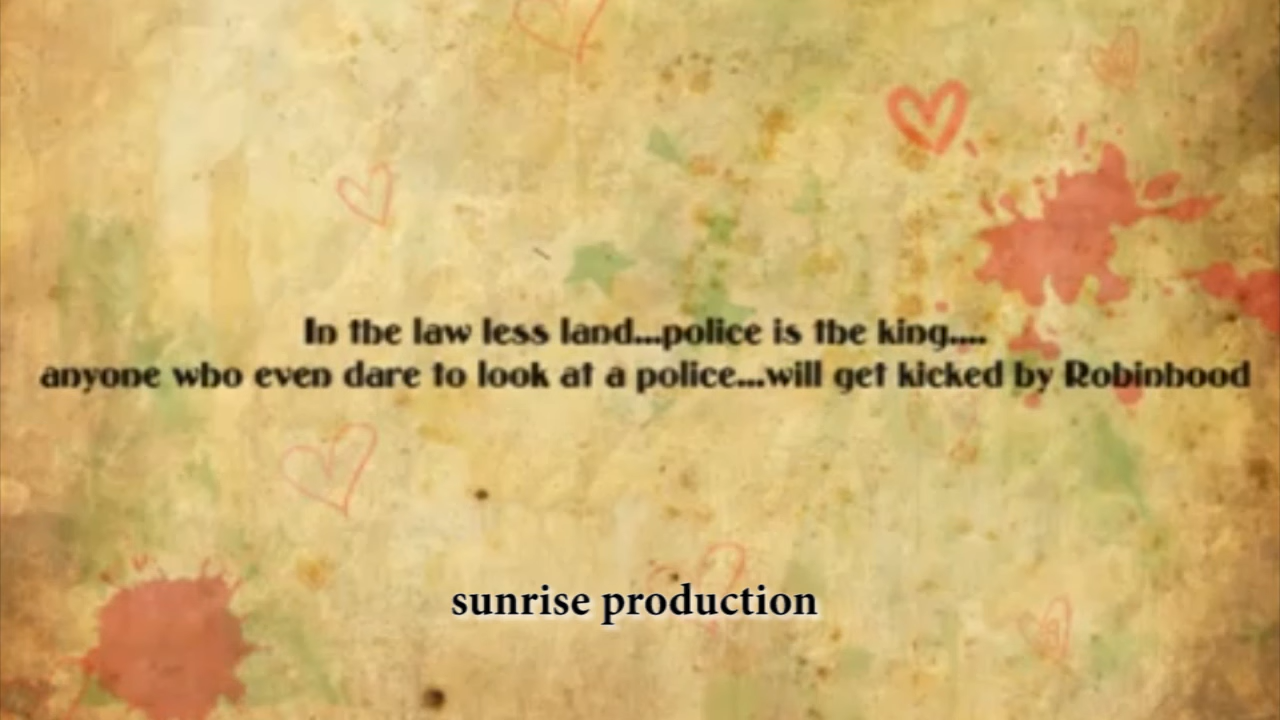 In the law less land...police is the king....
anyone who even dare to look at a police...will get kicked by Robinhood
sunrise production